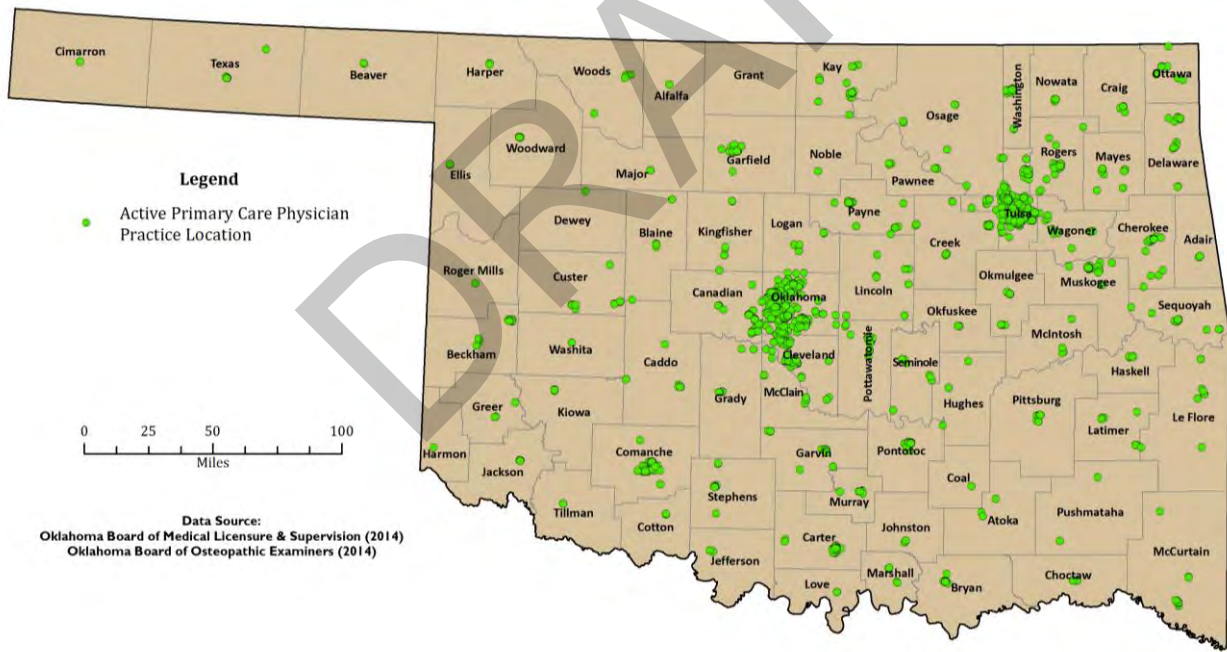 Cimarron
Texas
Beaver
Harper
Woods
Alfalfa
Grant
Kay
Osage
Washington
Nowata
Craig
Ottawa
Ellis
Woodward
Major
Garfield
Noble
Pawnee
Rogers
Mayes
Delaware
Legend
Active Primary Care Physician
Practice Location
Dewey
Blaine
Kingfisher
Logan
Payne
Creek
Tulsa
Wagoner
Cherokee
Adair
Roger Mills
Custer
Canadian
Oklahoma
Lincoln
Okmulgee
Muskogee
Okfuskee
Sequoyah
McIntosh
Beckham
Washita
Caddo
Cleveland
Pottawatomie
Seminole
Haskell
Greer
Kiowa
Grady
McClain
Hughes
Pittsburg
Latimer
Le Flore
0 25 50 100
Miles
Harmon
Jackson
Comanche
Garvin
Pontotoc
Coal
Stephens
Murray
Tillman
Cotton
Johnston
Atoka
Pushmataha
Carter
McCurtain
Jefferson
Love
Marshall
Bryan
Choctaw
Data Source:
Oklahoma Board of Medical Licensure & Supervision (2014)
Oklahoma Board of Osteopathic Examiners (2014)
DRA